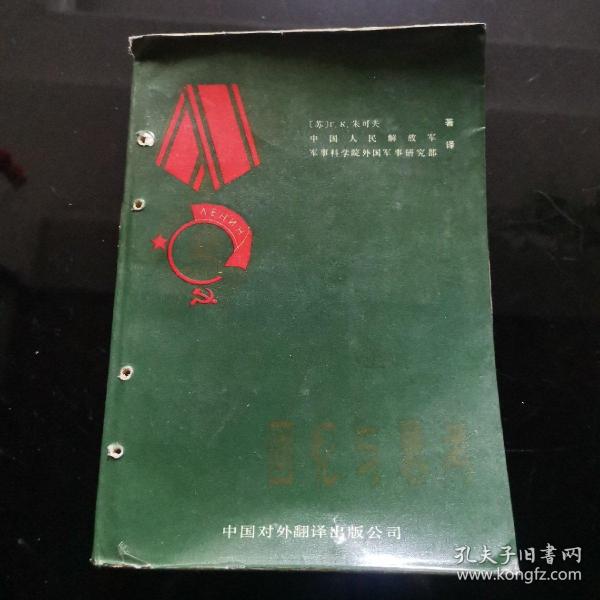 [苏]Г.К.朱可夫 著
中国人民解放军
军事科学院外国军事研究部 译
ЛЕНИН
中国对外翻译出版公司
孔夫子旧书网
www.kongfz.com